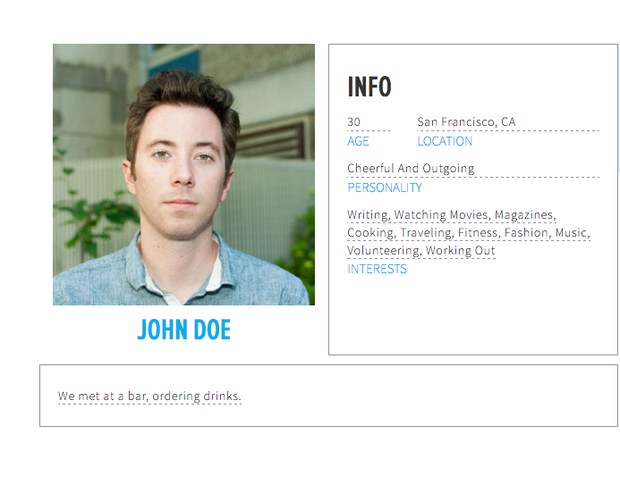 INFO
30 San Francisco, CA
AGE LOCATION
Cheerful And Outgoing
PERSONALITY
Writing, Watching Movies, Magazines,
Cooking, Traveling, Fitness, Fashion, Music,
Volunteering, Working Out
INTERESTS
JOHN DOE
We met at a bar, ordering drinks.